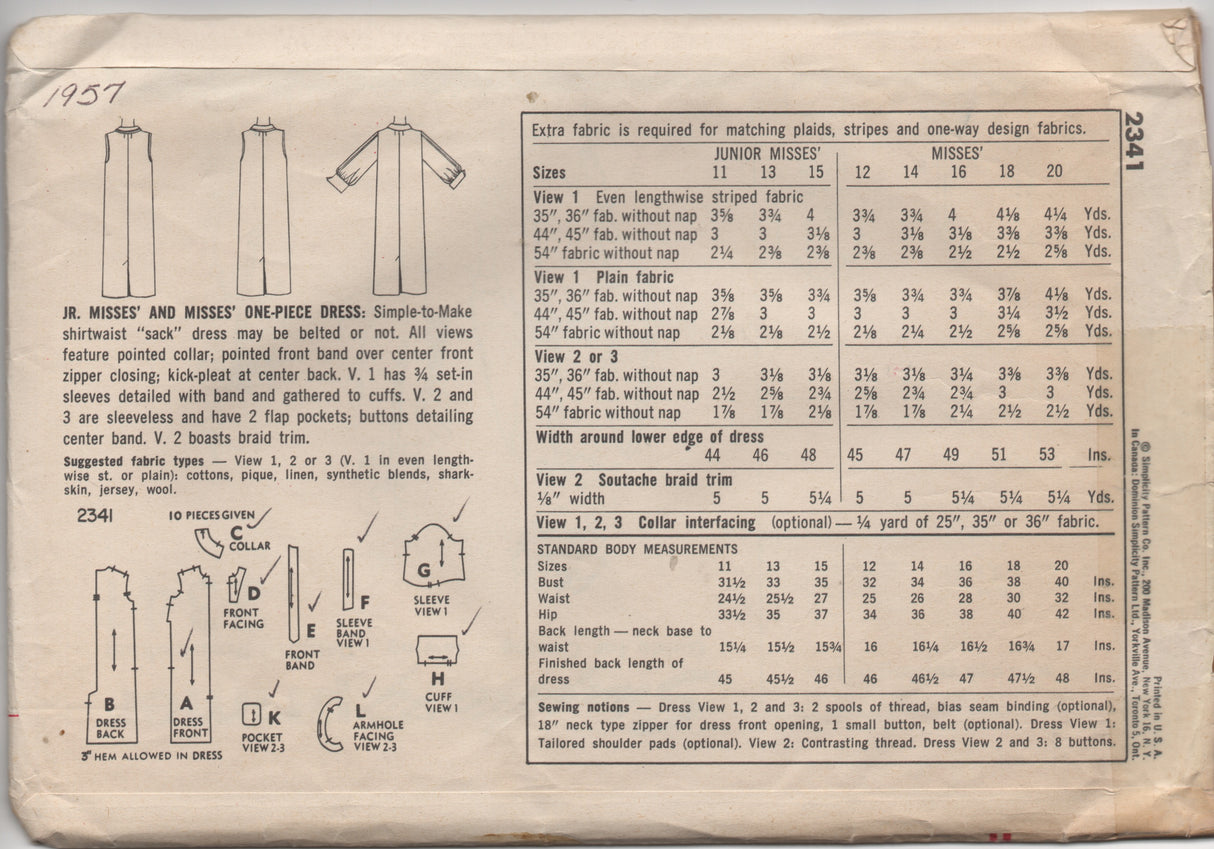 1957
JR. MISSES' AND MISSES' ONE-PIECE DRESS: Simple-to-Make
shirtwaist "sack" dress may be belted or not. All views
feature pointed collar; pointed front band over center front
zipper closing; kick-pleat at center back. V. 1 has ¾ set-in
sleeves detailed with band and gathered to cuffs. V. 2 and
3 are sleeveless and have 2 flap pockets; buttons detailing
center band. V. 2 boasts braid trim.
Suggested fabric types — View 1, 2 or 3 (V. 1 in even length-
wise st. or plain): cottons, pique, linen, synthetic blends, shark-
skin, jersey, wool.
2341 10 PIECES GIVEN
C
COLLAR
D
FRONT
FACING
E
FRONT
BAND
F
SLEEVE
BAND
VIEW 1
G
SLEEVE
VIEW 1
H
CUFF
VIEW 1
B
DRESS
BACK
A
DRESS
FRONT
K
POCKET
VIEW 2-3
L
ARMHOLE
FACING
VIEW 2-3
3" HEM ALLOWED IN DRESS
Extra fabric is required for matching plaids, stripes and one-way design fabrics.
JUNIOR MISSES' MISSES'
Sizes 11 13 15 12 14 16 18 20
View 1 Even lengthwise striped fabric
35", 36" fab. without nap 3⅝ 3¾ 4 3¾ 3¾ 4 4⅛ 4¼ Yds.
44", 45" fab. without nap 3 3 3⅛ 3 3⅛ 3⅛ 3⅜ 3⅜ Yds.
54" fabric without nap 2¼ 2⅜ 2⅜ 2⅜ 2⅜ 2½ 2½ 2⅝ Yds.
View 1 Plain fabric
35", 36" fab. without nap 3⅝ 3⅝ 3¾ 3⅝ 3¾ 3¾ 3⅞ 4⅛ Yds.
44", 45" fab. without nap 2⅞ 3 3 3 3 3 3¼ 3½ Yds.
54" fabric without nap 2⅛ 2⅛ 2½ 2⅛ 2¼ 2½ 2⅝ 2⅝ Yds.
View 2 or 3
35", 36" fab. without nap 3 3⅛ 3⅛ 3⅛ 3⅛ 3¼ 3⅜ 3⅜ Yds.
44", 45" fab. without nap 2½ 2⅝ 2¾ 2⅝ 2¾ 2¾ 3 3 Yds.
54" fabric without nap 1⅞ 1⅞ 2⅛ 1⅞ 1⅞ 2¼ 2½ 2½ Yds.
Width around lower edge of dress
44 46 48 45 47 49 51 53 Ins.
View 2 Soutache braid trim
⅛" width 5 5 5¼ 5 5 5¼ 5¼ 5¼ Yds.
View 1, 2, 3 Collar interfacing (optional) — ¼ yard of 25", 35" or 36" fabric.
STANDARD BODY MEASUREMENTS
Sizes 11 13 15 12 14 16 18 20
Bust 31½ 33 35 32 34 36 38 40 Ins.
Waist 24½ 25½ 27 25 26 28 30 32 Ins.
Hip 33½ 35 37 34 36 38 40 42 Ins.
Back length — neck base to
waist 15¼ 15½ 15¾ 16 16¼ 16½ 16¾ 17 Ins.
Finished back length of
dress 45 45½ 46 46 46½ 47 47½ 48 Ins.
Sewing notions — Dress View 1, 2 and 3: 2 spools of thread, bias seam binding (optional),
18" neck type zipper for dress front opening, 1 small button, belt (optional). Dress View 1:
Tailored shoulder pads (optional). View 2: Contrasting thread. Dress View 2 and 3: 8 buttons.
2341
© Simplicity Pattern Co. Inc., 200 Madison Avenue, New York 16, N. Y.
In Canada: Dominion Simplicity Pattern Ltd., Yorkville Ave., Toronto 5, Ont.
Printed in U. S. A.